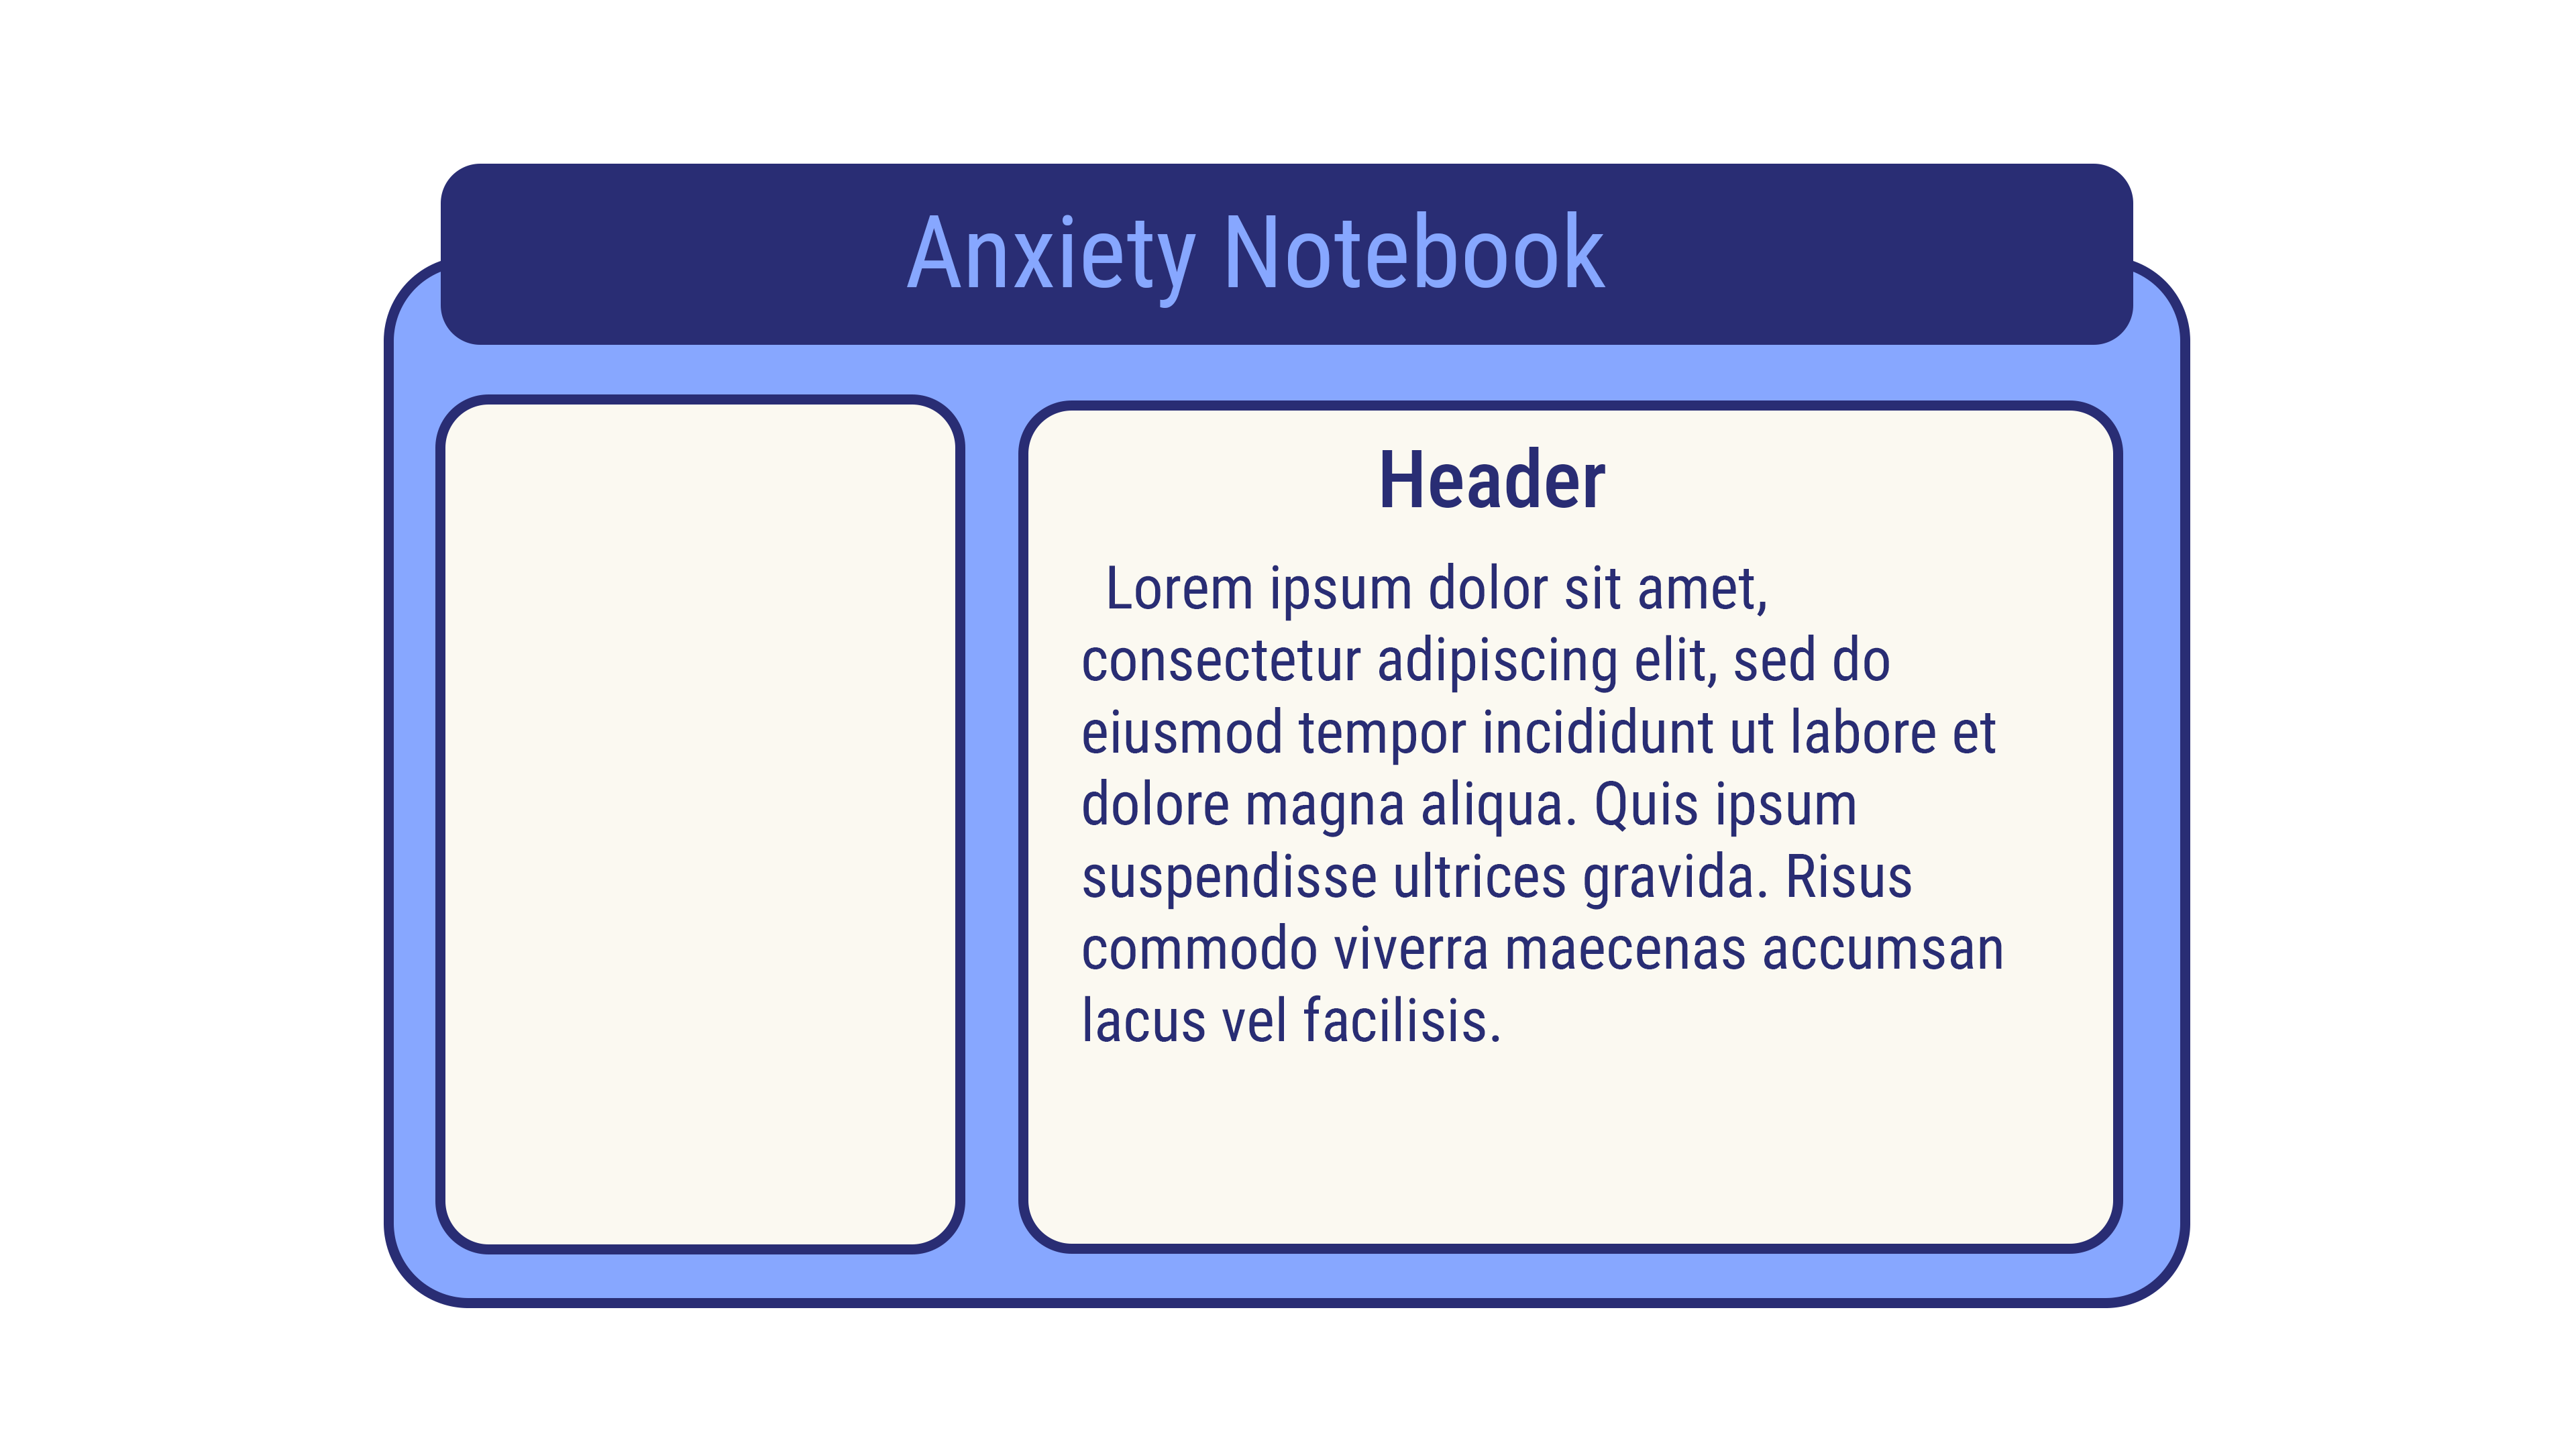 Anxiety Notebook
Header
Lorem ipsum dolor sit amet,
consectetur adipiscing elit, sed do
eiusmod tempor incididunt ut labore et
dolore magna aliqua. Quis ipsum
suspendisse ultrices gravida. Risus
commodo viverra maecenas accumsan
lacus vel facilisis.